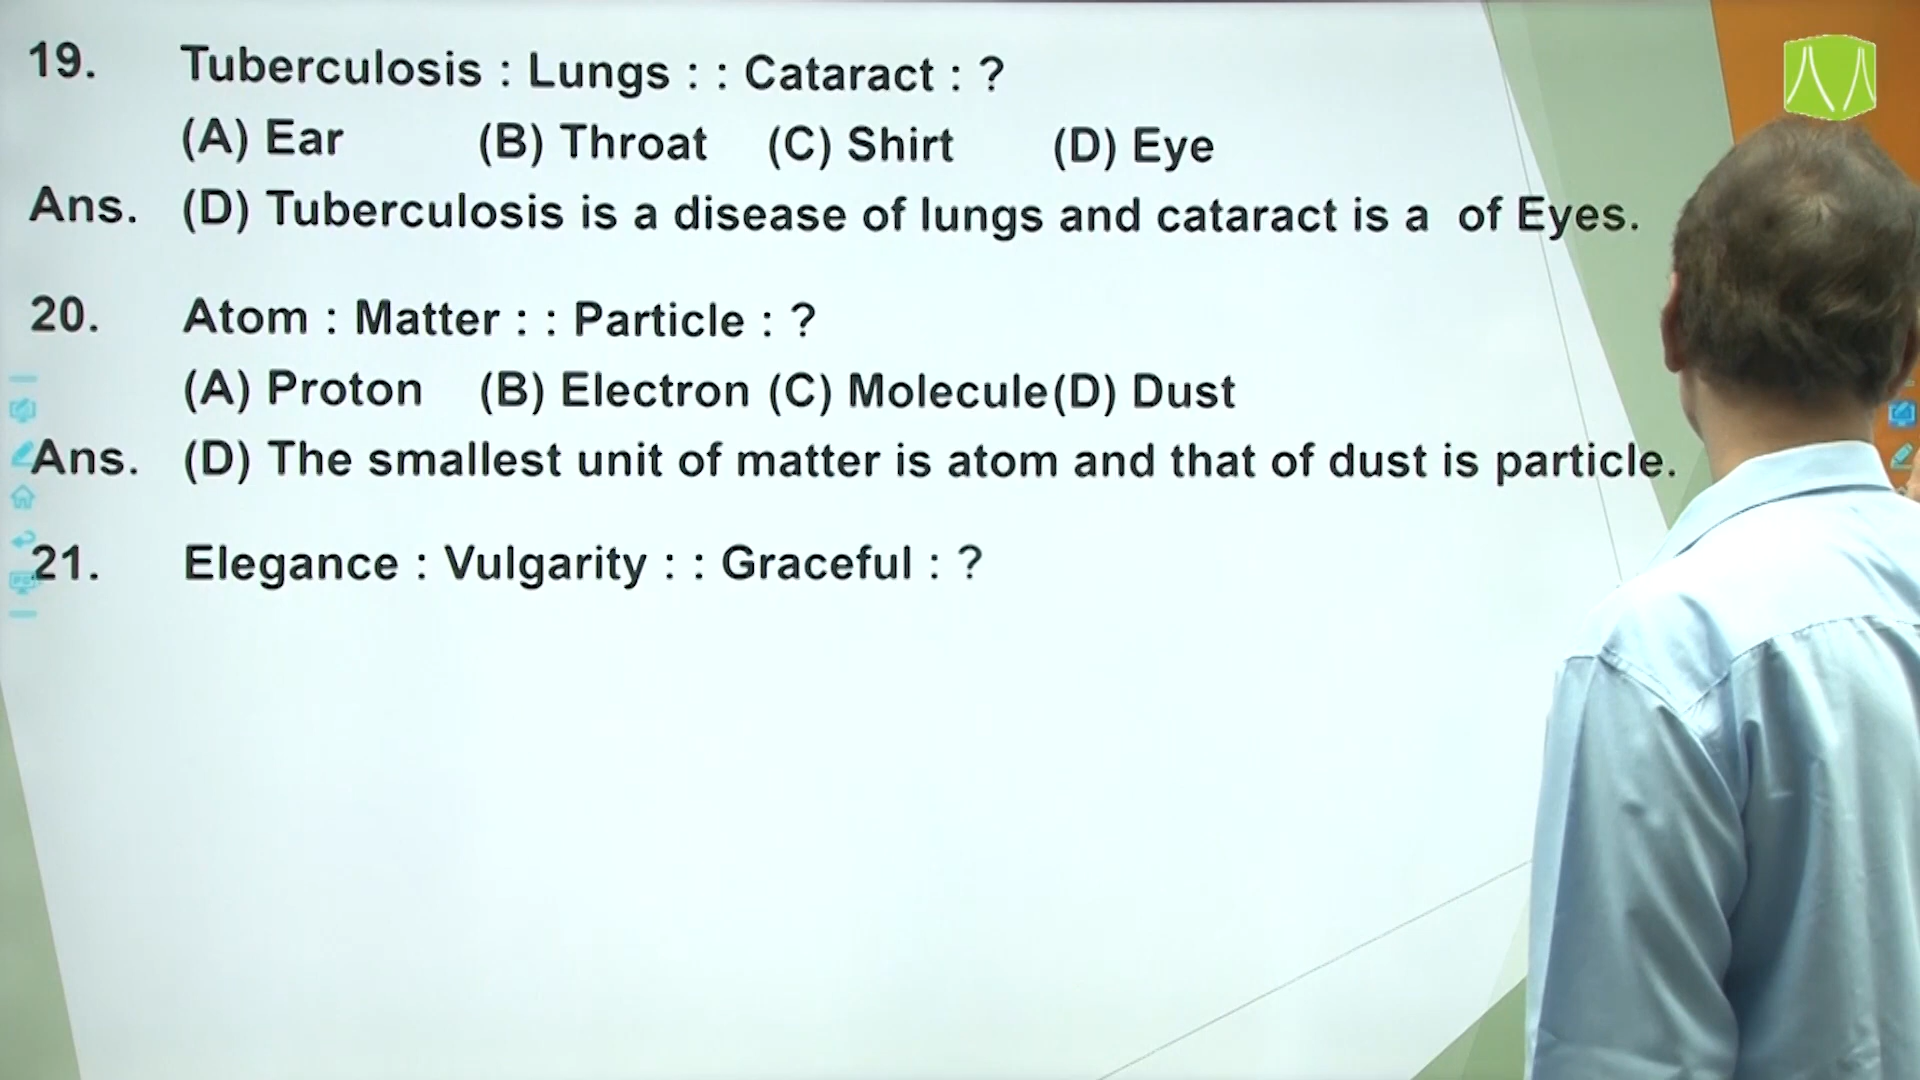 19. Tuberculosis : Lungs : : Cataract : ?
(A) Ear (B) Throat (C) Shirt (D) Eye
Ans. (D) Tuberculosis is a disease of lungs and cataract is a of Eyes.
20. Atom : Matter : : Particle : ?
(A) Proton (B) Electron (C) Molecule (D) Dust
Ans. (D) The smallest unit of matter is atom and that of dust is particle.
21. Elegance : Vulgarity : : Graceful : ?